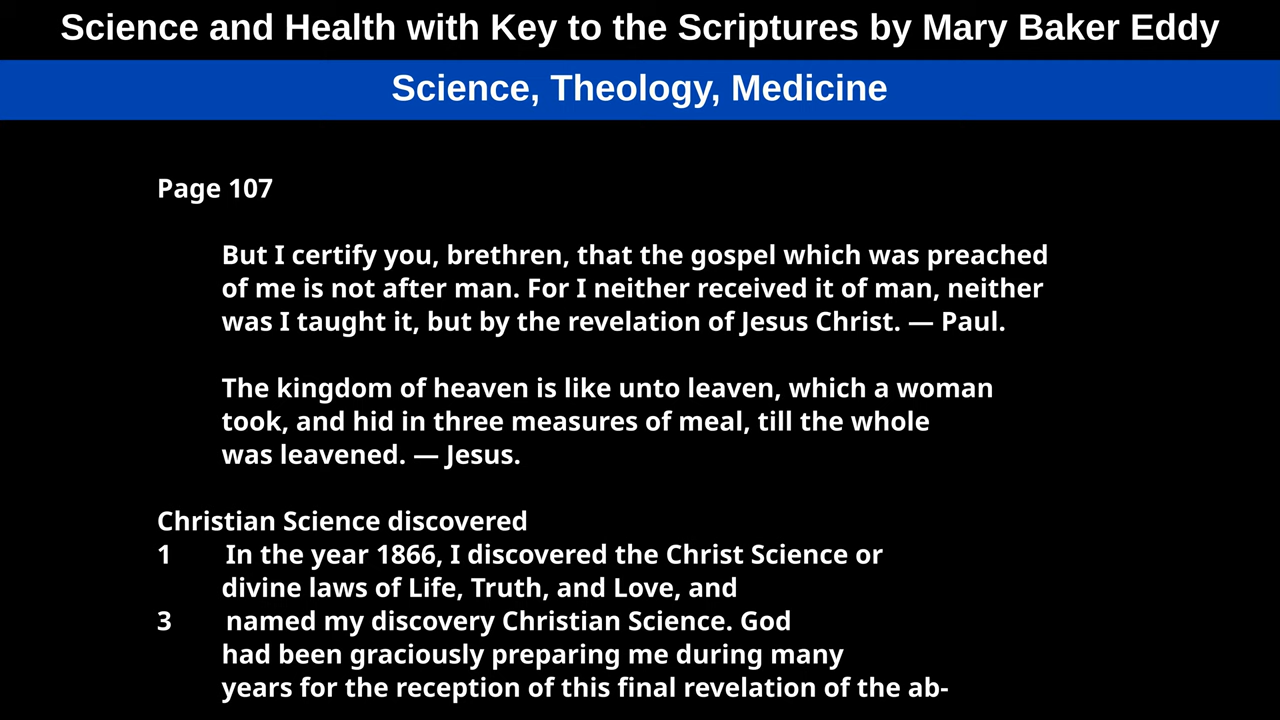 Science and Health with Key to the Scriptures by Mary Baker Eddy
Science, Theology, Medicine
Page 107
But I certify you, brethren, that the gospel which was preached
of me is not after man. For I neither received it of man, neither
was I taught it, but by the revelation of Jesus Christ. — Paul.
The kingdom of heaven is like unto leaven, which a woman
took, and hid in three measures of meal, till the whole
was leavened. — Jesus.
Christian Science discovered
1 In the year 1866, I discovered the Christ Science or
divine laws of Life, Truth, and Love, and
3 named my discovery Christian Science. God
had been graciously preparing me during many
years for the reception of this final revelation of the ab-